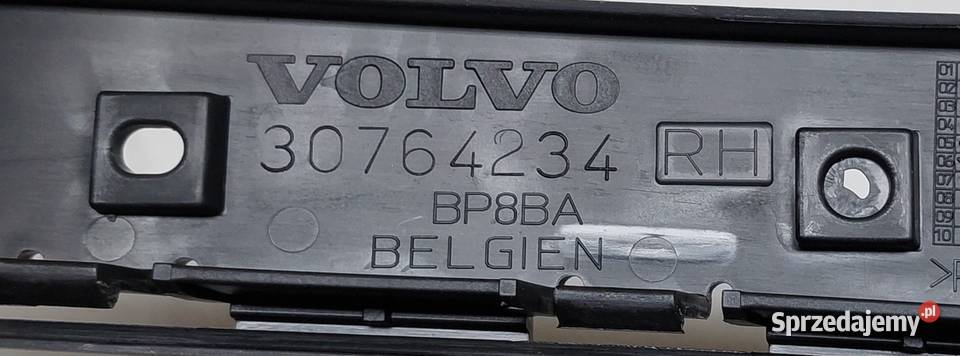 VOLVO
30764234 RH
BP8BA
BELGIEN
Sprzedajemy.pl